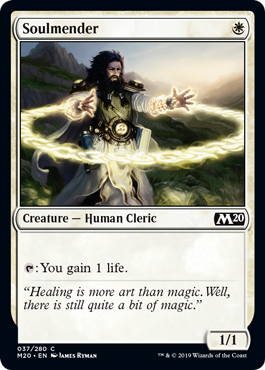 Soulmender
Creature — Human Cleric M20
:You gain 1 life.
“Healing is more art than magic. Well,
there is still quite a bit of magic.”
1/1
037/280 C
M20 • EN JAMES RYMAN
™ & © 2019 Wizards of the Coast